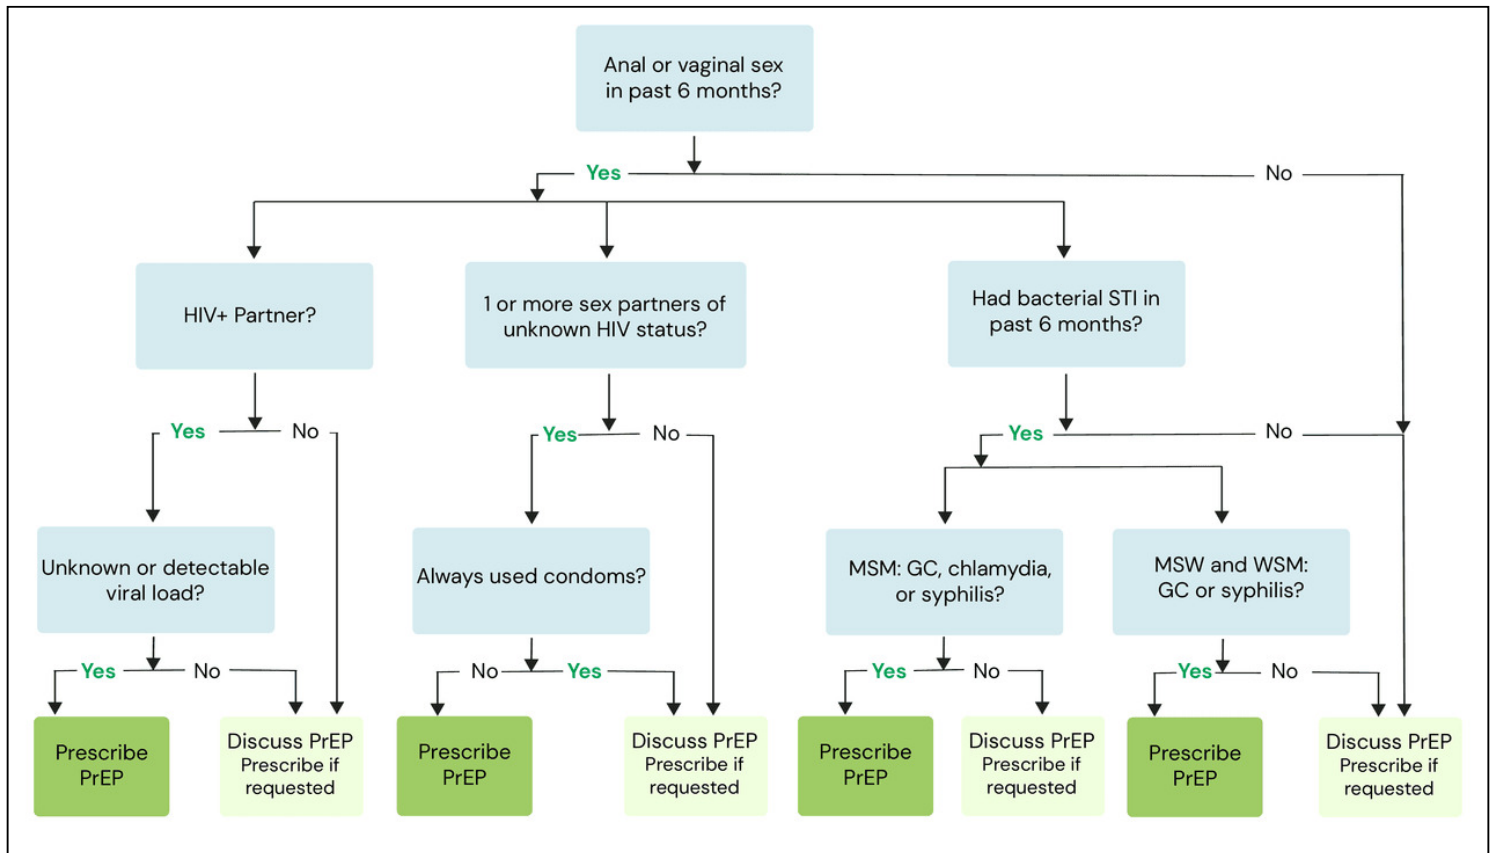 Anal or vaginal sex
in past 6 months?
Yes
No
HIV+ Partner?
1 or more sex partners of
unknown HIV status?
Had bacterial STI in
past 6 months?
Yes
No
Yes
No
Yes
No
Unknown or detectable
viral load?
Always used condoms?
MSM: GC, chlamydia,
or syphilis?
MSW and WSM:
GC or syphilis?
Yes
No
No
Yes
Yes
No
Yes
No
Prescribe
PrEP
Discuss PrEP
Prescribe if
requested
Prescribe
PrEP
Discuss PrEP
Prescribe if
requested
Prescribe
PrEP
Discuss PrEP
Prescribe if
requested
Prescribe
PrEP
Discuss PrEP
Prescribe if
requested